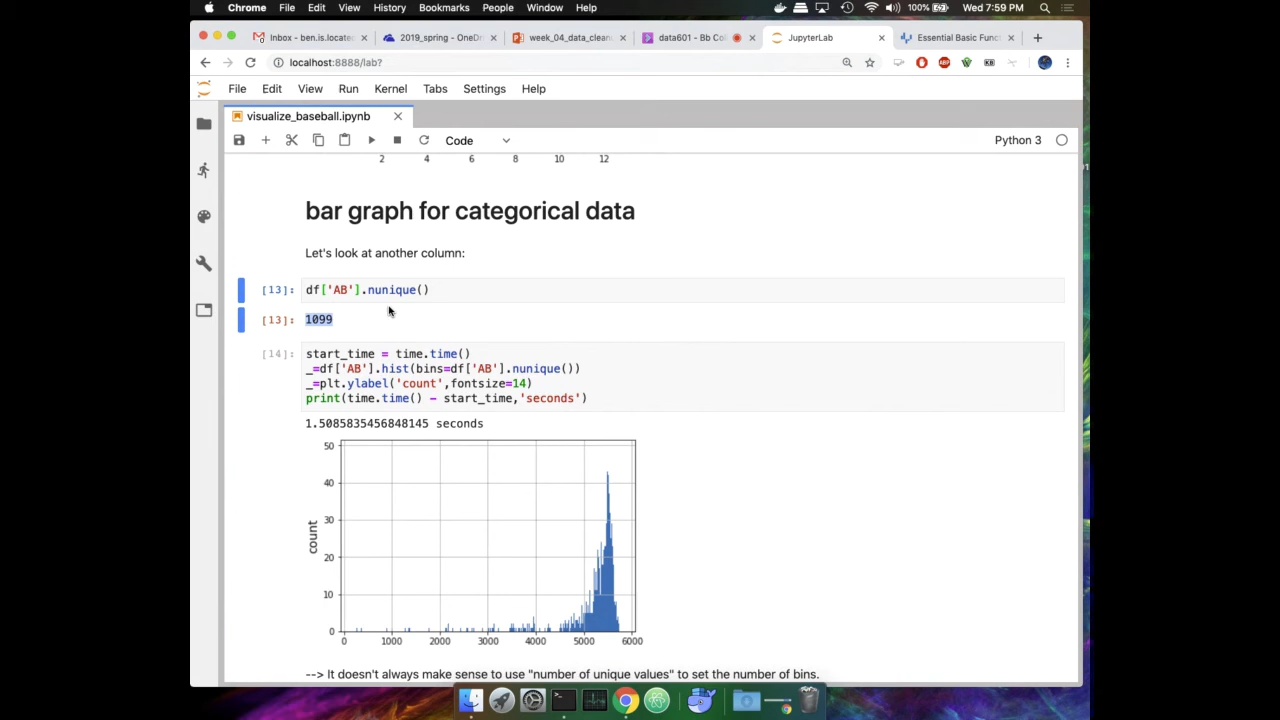 Chrome File Edit View History Bookmarks People Window Help 100% Wed 7:59 PM
Inbox - ben.is.locate 2019_spring - OneDr week_04_data_clean data601 - Bb Co JupyterLab Essential Basic Func
localhost:8888/lab?
File Edit View Run Kernel Tabs Settings Help
visualize_baseball.ipynb
Code Python 3
2 4 6 8 10 12
bar graph for categorical data
Let's look at another column:
[13]: df['AB'].nunique()
[13]: 1099
[14]: start_time = time.time()
_=df['AB'].hist(bins=df['AB'].nunique())
_=plt.ylabel('count',fontsize=14)
print(time.time() - start_time,'seconds')
1.5085835456848145 seconds
50
40
30
20
10
0
count
0 1000 2000 3000 4000 5000 6000
--> It doesn't always make sense to use "number of unique values" to set the number of bins.